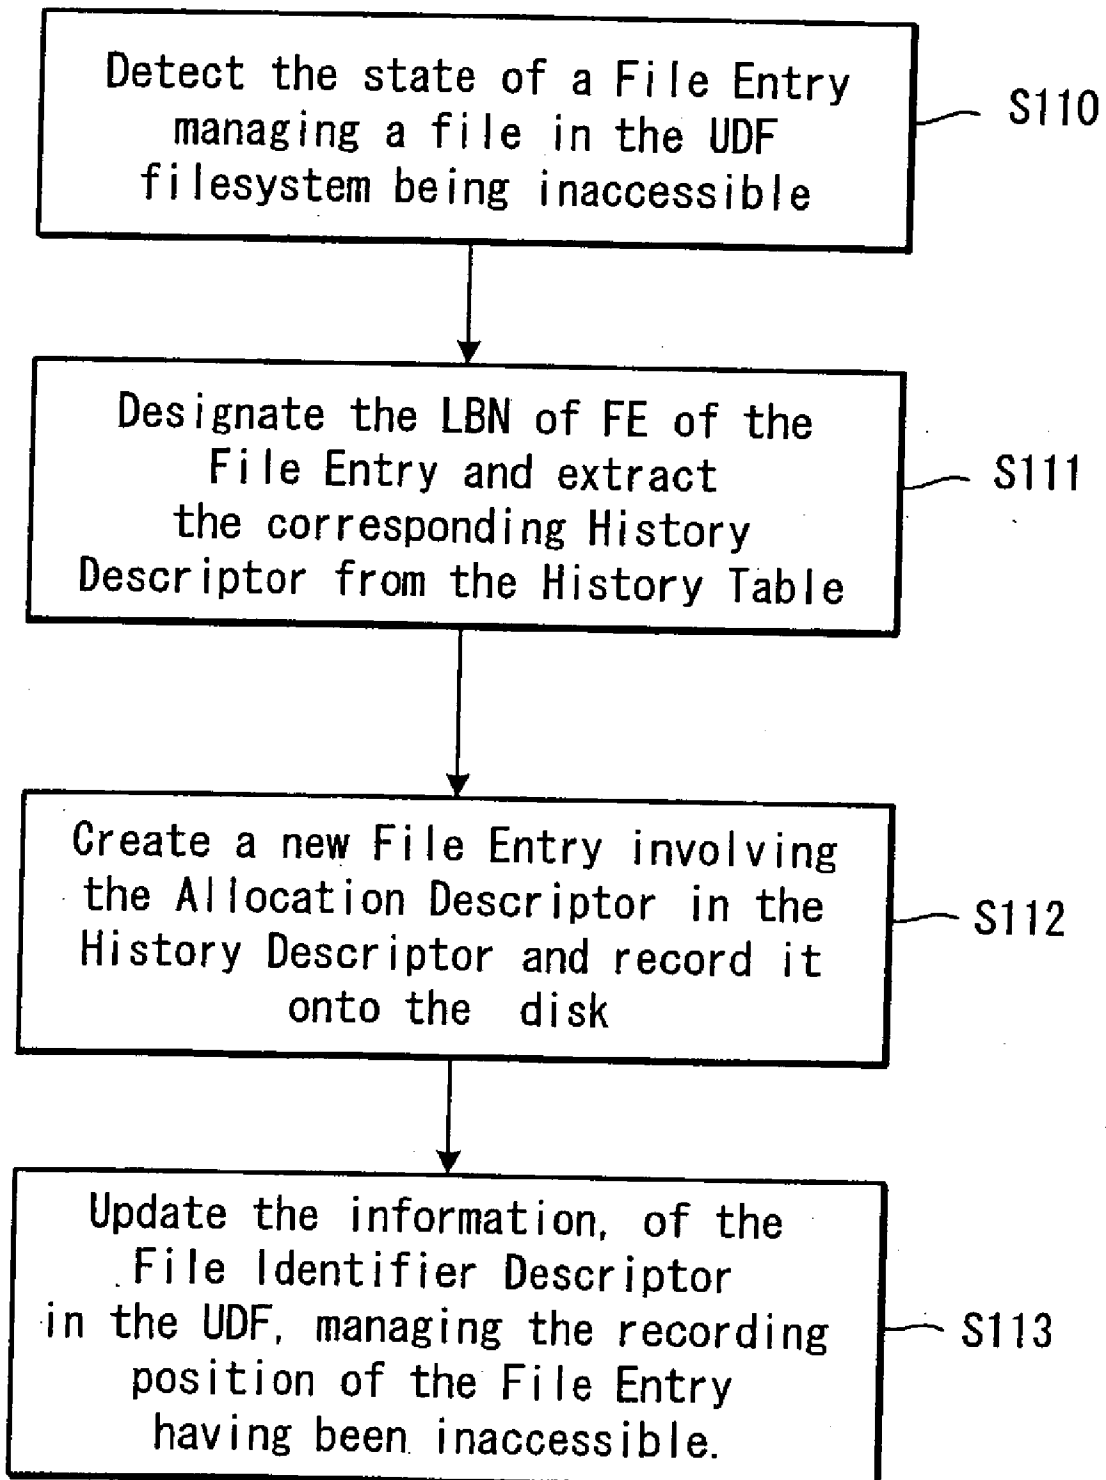 Detect the state of a File Entry
managing a file in the UDF
filesystem being inaccessible
S110
Designate the LBN of FE of the
File Entry and extract
the corresponding History
Descriptor from the History Table
S111
Create a new File Entry involving
the Allocation Descriptor in the
History Descriptor and record it
onto the disk
S112
Update the information, of the
File Identifier Descriptor
in the UDF, managing the recording
position of the File Entry
having been inaccessible.
S113